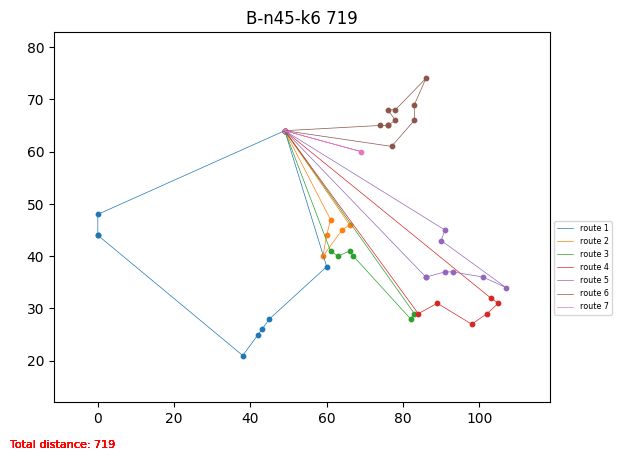 B-n45-k6 719
80
70
60
50
40
30
20
0 20 40 60 80 100
route 1
route 2
route 3
route 4
route 5
route 6
route 7
Total distance: 719